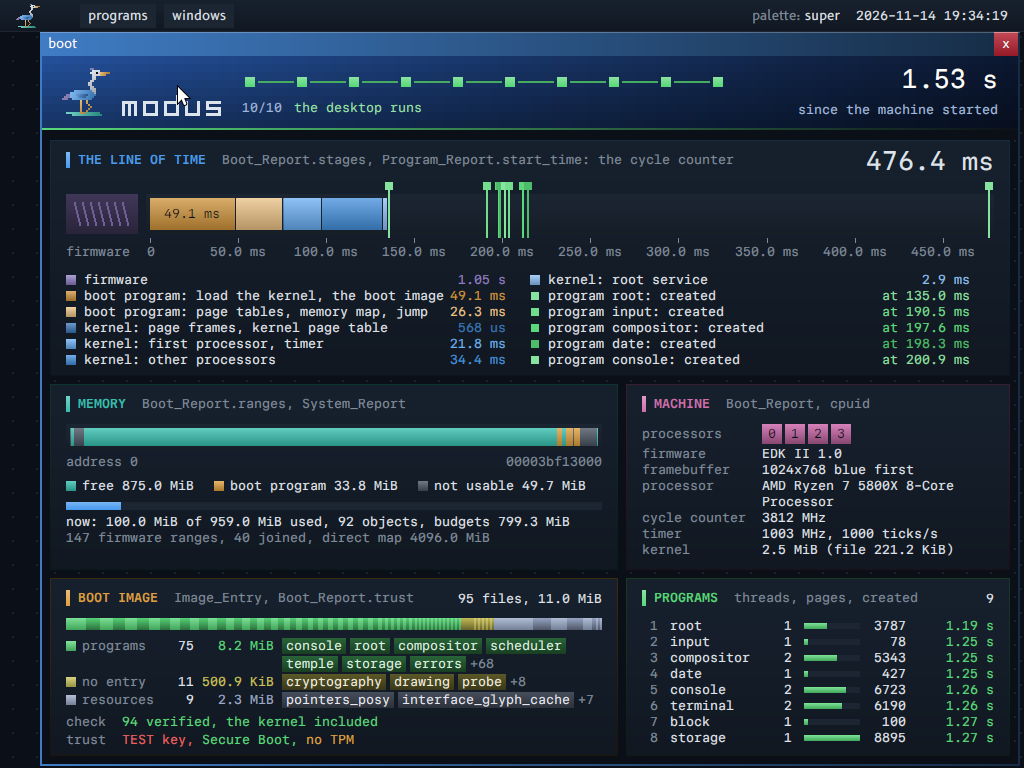 programs windows palette: super 2026-11-14 19:34:19
boot x
MODUS 10/10 the desktop runs
1.53 s
since the machine started
THE LINE OF TIME Boot_Report.stages, Program_Report.start_time: the cycle counter 476.4 ms
49.1 ms
firmware 0 50.0 ms 100.0 ms 150.0 ms 200.0 ms 250.0 ms 300.0 ms 350.0 ms 400.0 ms 450.0 ms
firmware 1.05 s kernel: root service 2.9 ms
boot program: load the kernel, the boot image 49.1 ms program root: created at 135.0 ms
boot program: page tables, memory map, jump 26.3 ms program input: created at 190.5 ms
kernel: page frames, kernel page table 568 us program compositor: created at 197.6 ms
kernel: first processor, timer 21.8 ms program date: created at 198.3 ms
kernel: other processors 34.4 ms program console: created at 200.9 ms
MEMORY Boot_Report.ranges, System_Report
address 0 00003bf13000
free 875.0 MiB boot program 33.8 MiB not usable 49.7 MiB
now: 100.0 MiB of 959.0 MiB used, 92 objects, budgets 799.3 MiB
147 firmware ranges, 40 joined, direct map 4096.0 MiB
MACHINE Boot_Report, cpuid
processors 0 1 2 3
firmware EDK II 1.0
framebuffer 1024x768 blue first
processor AMD Ryzen 7 5800X 8-Core
Processor
cycle counter 3812 MHz
timer 1003 MHz, 1000 ticks/s
kernel 2.5 MiB (file 221.2 KiB)
BOOT IMAGE Image_Entry, Boot_Report.trust 95 files, 11.0 MiB
programs 75 8.2 MiB console root compositor scheduler
temple storage errors +68
no entry 11 500.9 KiB cryptography drawing probe +8
resources 9 2.3 MiB pointers_posy interface_glyph_cache +7
check 94 verified, the kernel included
trust TEST key, Secure Boot, no TPM
PROGRAMS threads, pages, created 9
1 root 1 3787 1.19 s
2 input 1 78 1.25 s
3 compositor 2 5343 1.25 s
4 date 1 427 1.25 s
5 console 2 6723 1.26 s
6 terminal 2 6190 1.26 s
7 block 1 100 1.27 s
8 storage 1 8895 1.27 s